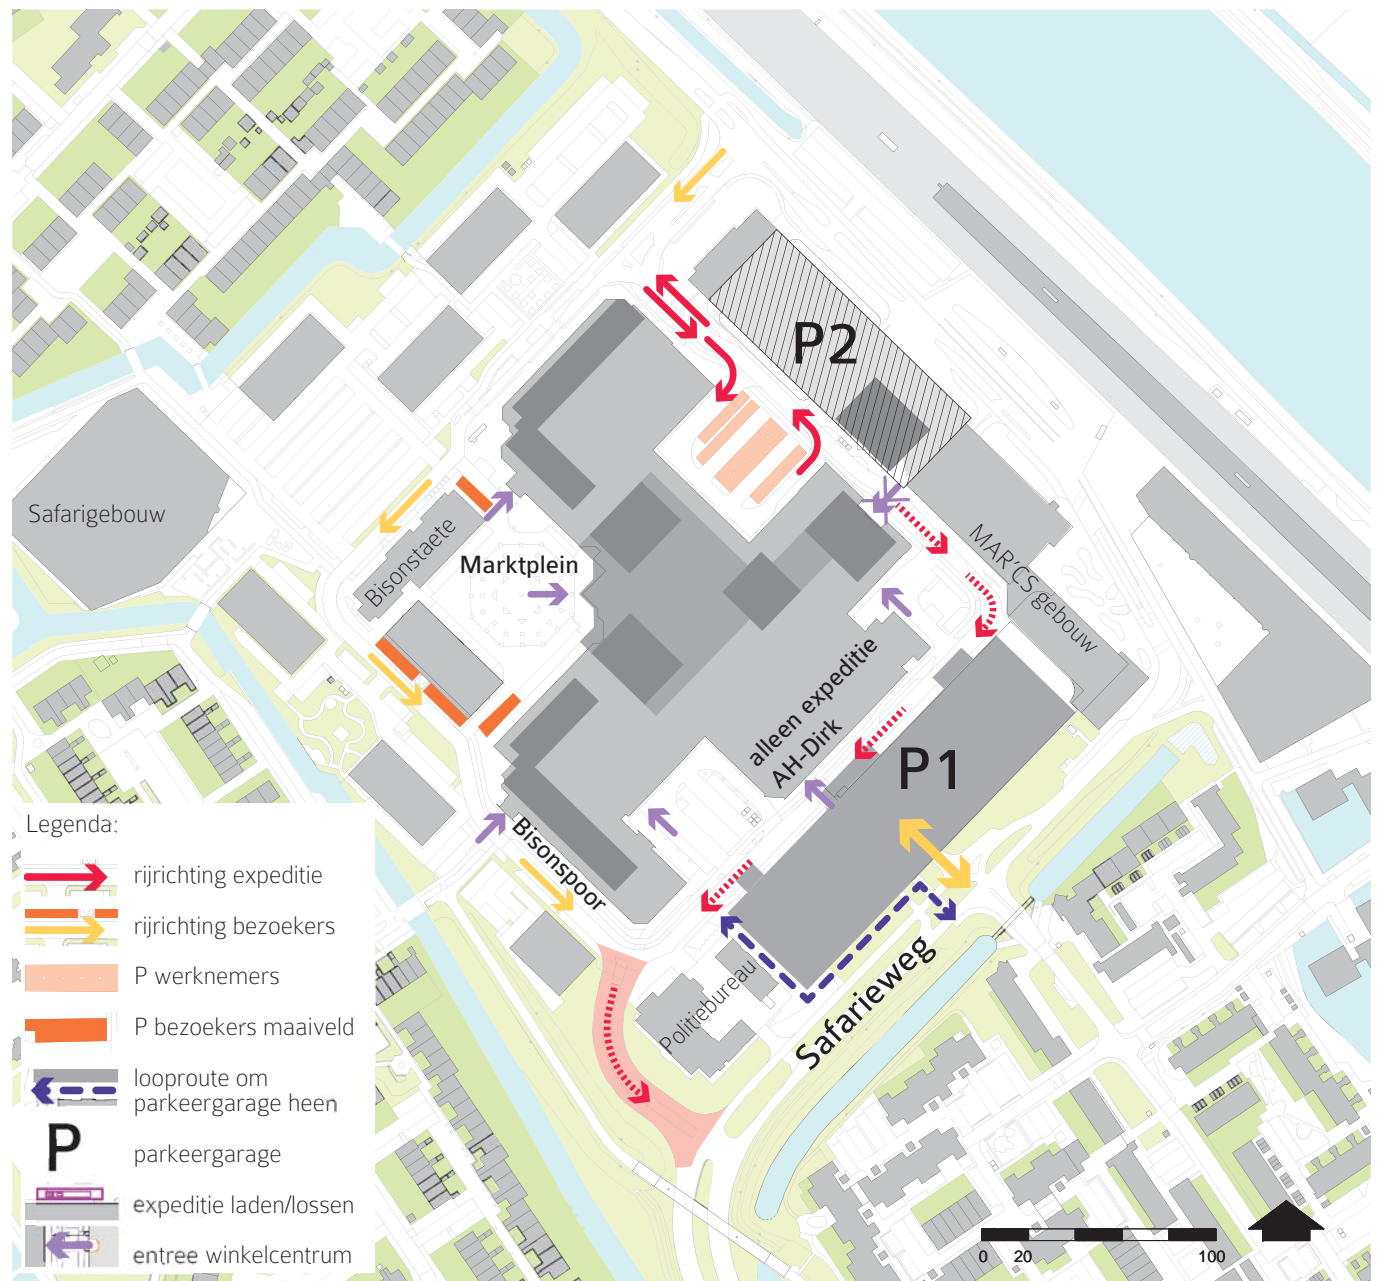 P2
Safarigebouw
Bisonstaete
Marktplein
MAR'CS gebouw
alleen expeditie
AH-Dirk
P1
Bisonspoor
Politiebureau
Safarieweg
Legenda:
rijrichting expeditie
rijrichting bezoekers
P werknemers
P bezoekers maaiveld
looproute om
parkeergarage heen
P
parkeergarage
expeditie laden/lossen
entree winkelcentrum
0 20 100